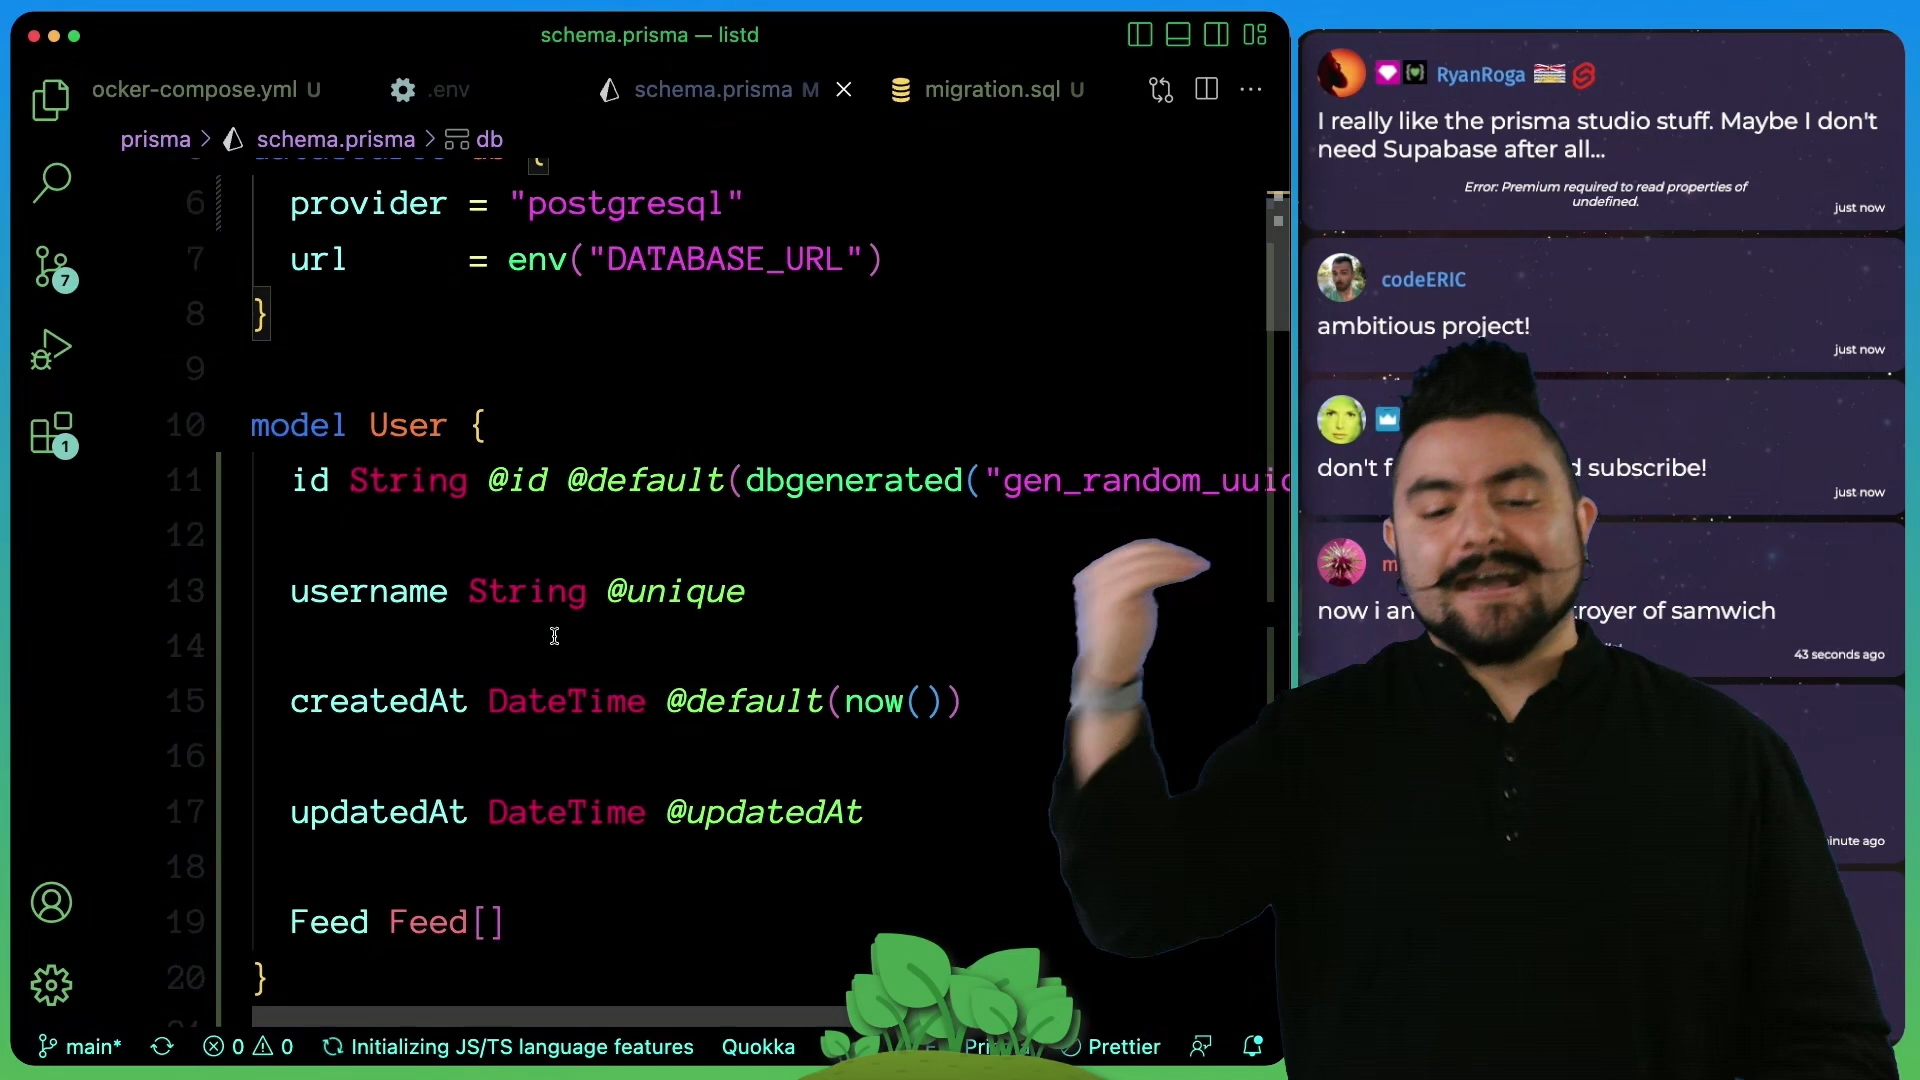 schema.prisma — listd
ocker-compose.yml U
.env
schema.prisma M
migration.sql U
prisma > schema.prisma > db
6 provider = "postgresql"
7 url = env("DATABASE_URL")
8 }
9
10 model User {
11 id String @id @default(dbgenerated("gen_random_uuid
12
13 username String @unique
14
15 createdAt DateTime @default(now())
16
17 updatedAt DateTime @updatedAt
18
19 Feed Feed[]
20 }
7
1
main* 0 0 Initializing JS/TS language features Quokka Prettier
RyanRoga
I really like the prisma studio stuff. Maybe I don't
need Supabase after all...
Error: Premium required to read properties of
undefined.
just now
codeERIC
ambitious project!
just now
don't subscribe!
just now
now i of samwich
43 seconds ago
ago